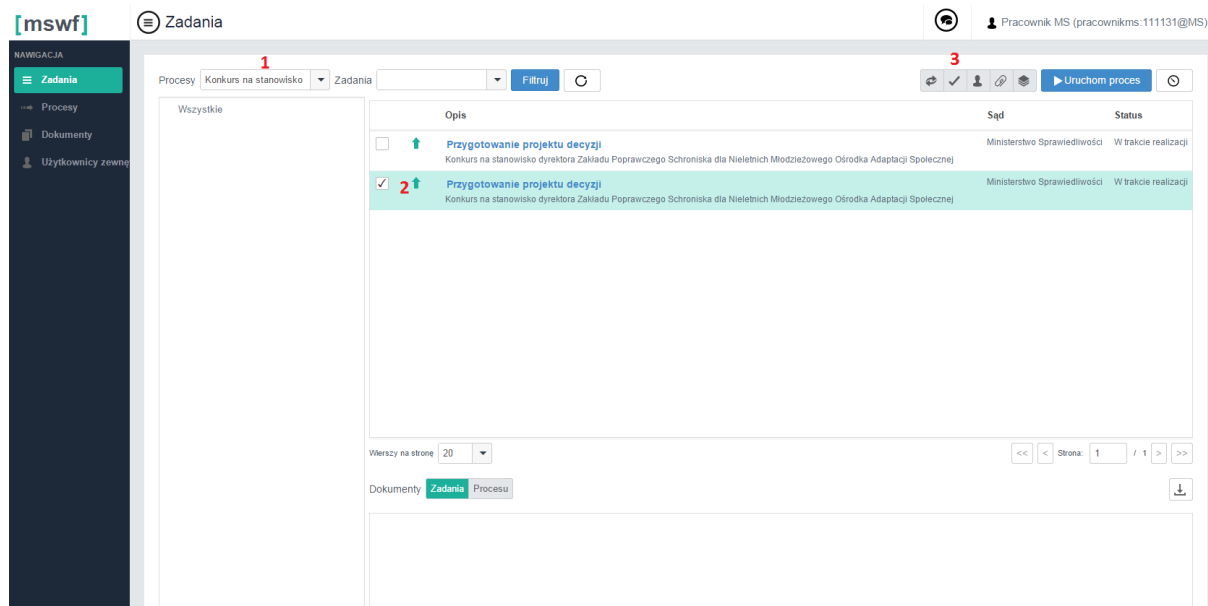 [mswf]
Zadania
Pracownik MS (pracownikms:111131@MS)
NAWIGACJA
Zadania
Procesy
Dokumenty
Użytkownicy zewnę
1
3
Procesy Konkurs na stanowisko Zadania Filtruj Uruchom proces
Wszystkie
Opis Sąd Status
Przygotowanie projektu decyzji Ministerstwo Sprawiedliwości W trakcie realizacji
Konkurs na stanowisko dyrektora Zakładu Poprawczego Schroniska dla Nieletnich Młodzieżowego Ośrodka Adaptacji Społecznej
2 Przygotowanie projektu decyzji Ministerstwo Sprawiedliwości W trakcie realizacji
Konkurs na stanowisko dyrektora Zakładu Poprawczego Schroniska dla Nieletnich Młodzieżowego Ośrodka Adaptacji Społecznej
Wierszy na stronę 20 << < Strona: 1 / 1 > >>
Dokumenty Zadania Procesu